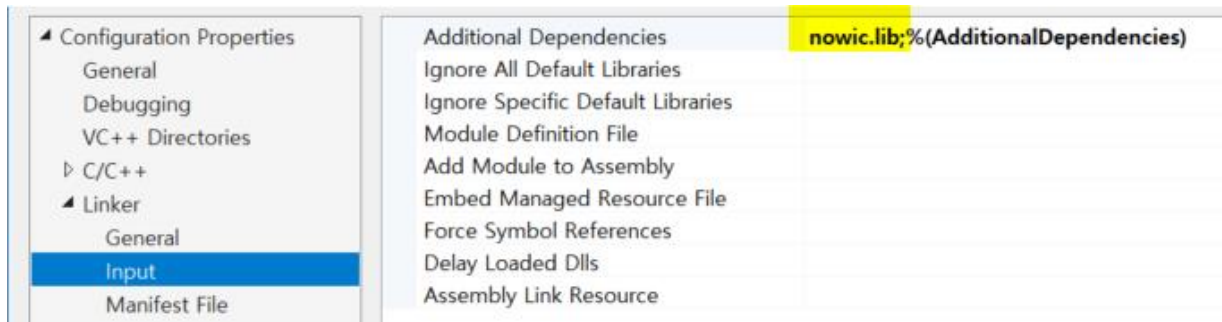 Configuration Properties
General
Debugging
VC++ Directories
C/C++
Linker
General
Input
Manifest File
Additional Dependencies nowic.lib;%(AdditionalDependencies)
Ignore All Default Libraries
Ignore Specific Default Libraries
Module Definition File
Add Module to Assembly
Embed Managed Resource File
Force Symbol References
Delay Loaded Dlls
Assembly Link Resource